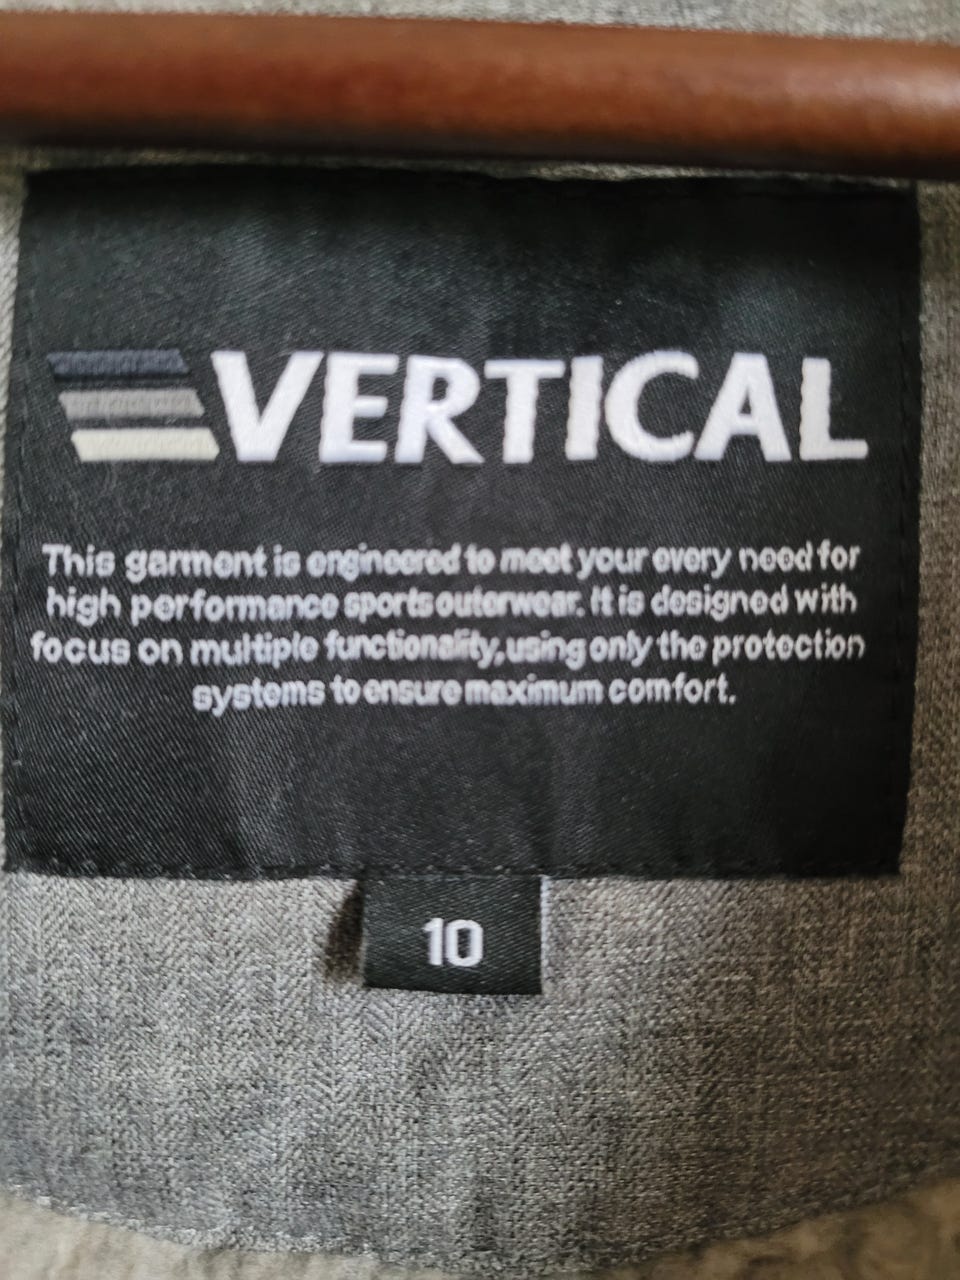 VERTICAL
This garment is engineered to meet your every need for
high performance sports outerwear. It is designed with
focus on multiple functionality, using only the protection
systems to ensure maximum comfort.
10